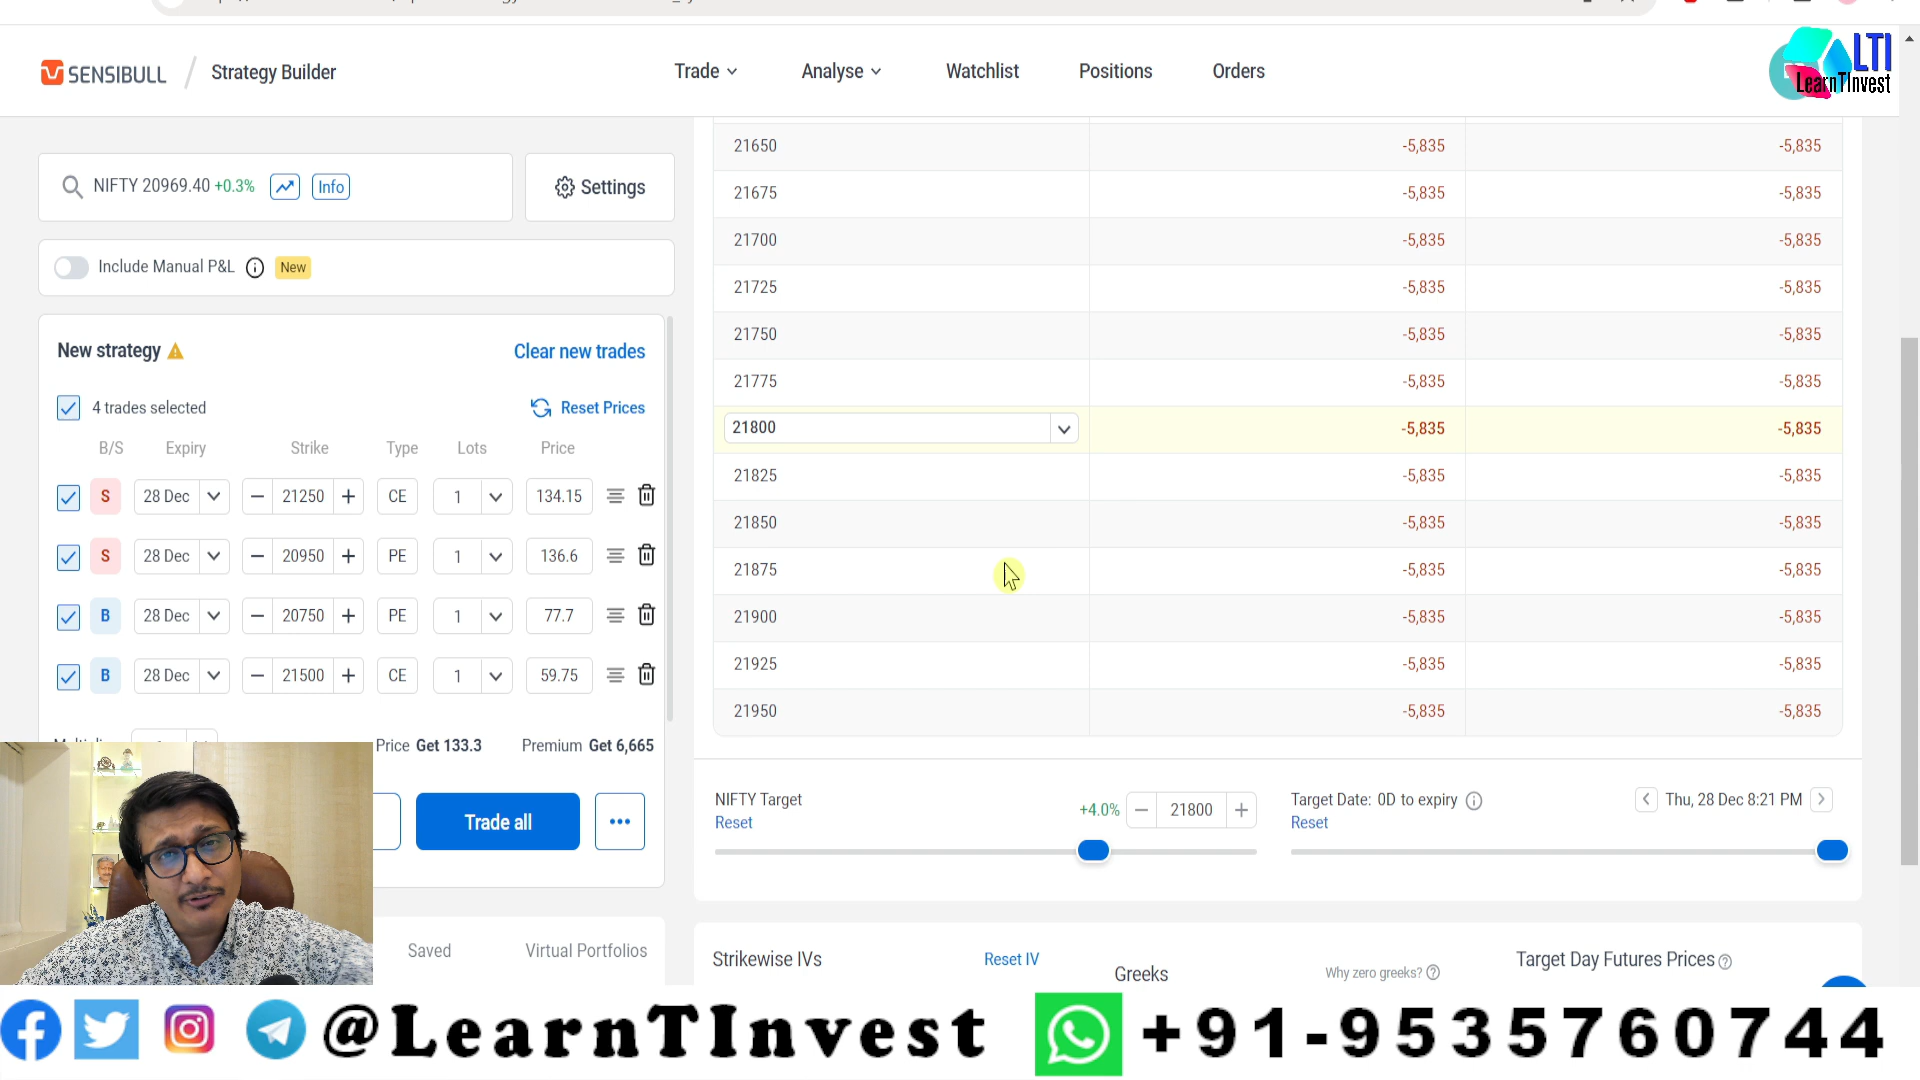 SENSIBULL / Strategy Builder
Trade
Analyse
Watchlist
Positions
Orders
LTI
LearnTInvest
NIFTY 20969.40 +0.3%
Info
Settings
Include Manual P&L
New
New strategy
Clear new trades
4 trades selected
Reset Prices
B/S Expiry Strike Type Lots Price
S 28 Dec − 21250 + CE 1 134.15
S 28 Dec − 20950 + PE 1 136.6
B 28 Dec − 20750 + PE 1 77.7
B 28 Dec − 21500 + CE 1 59.75
Price Get 133.3 Premium Get 6,665
Trade all
Saved
Virtual Portfolios
21650 -5,835 -5,835
21675 -5,835 -5,835
21700 -5,835 -5,835
21725 -5,835 -5,835
21750 -5,835 -5,835
21775 -5,835 -5,835
21800 -5,835 -5,835
21825 -5,835 -5,835
21850 -5,835 -5,835
21875 -5,835 -5,835
21900 -5,835 -5,835
21925 -5,835 -5,835
21950 -5,835 -5,835
NIFTY Target
Reset
+4.0% − 21800 +
Target Date: 0D to expiry
Reset
Thu, 28 Dec 8:21 PM
Strikewise IVs
Reset IV
Greeks
Why zero greeks?
Target Day Futures Prices
@LearnTInvest
+91-9535760744